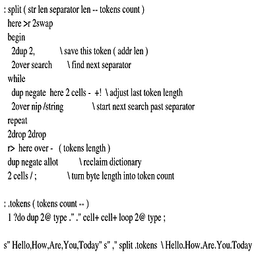 : split ( str len separator len -- tokens count )
here >r 2swap
begin
2dup 2, \ save this token ( addr len )
2over search \ find next separator
while
dup negate here 2 cells - +! \ adjust last token length
2over nip /string \ start next search past separator
repeat
2drop 2drop
r> here over - ( tokens length )
dup negate allot \ reclaim dictionary
2 cells / ; \ turn byte length into token count
: .tokens ( tokens count -- )
1 ?do dup 2@ type ." ." cell+ cell+ loop 2@ type ;
s" Hello,How,Are,You,Today" s" ," split .tokens \ Hello.How.Are.You.Today